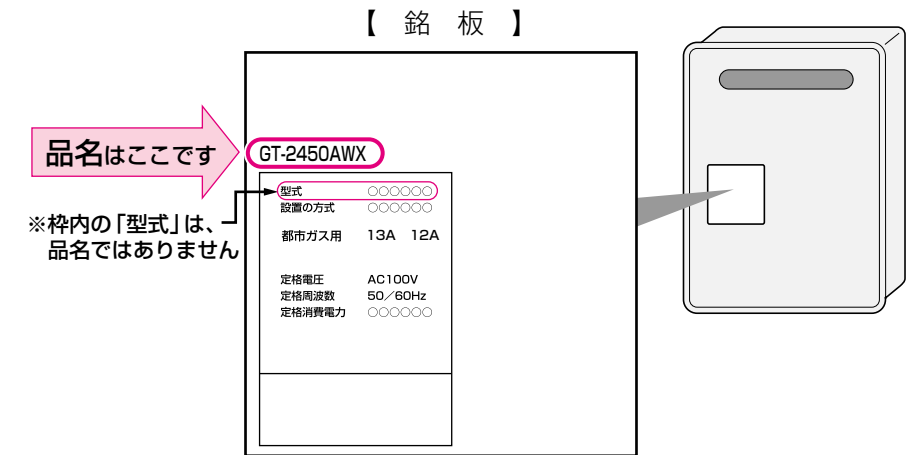 【 銘 板 】
品名はここです
GT-2450AWX
※枠内の「型式」は、
品名ではありません
型式 ○○○○○○
設置の方式 ○○○○○○
都市ガス用 13A 12A
定格電圧 AC100V
定格周波数 50／60Hz
定格消費電力 ○○○○○○